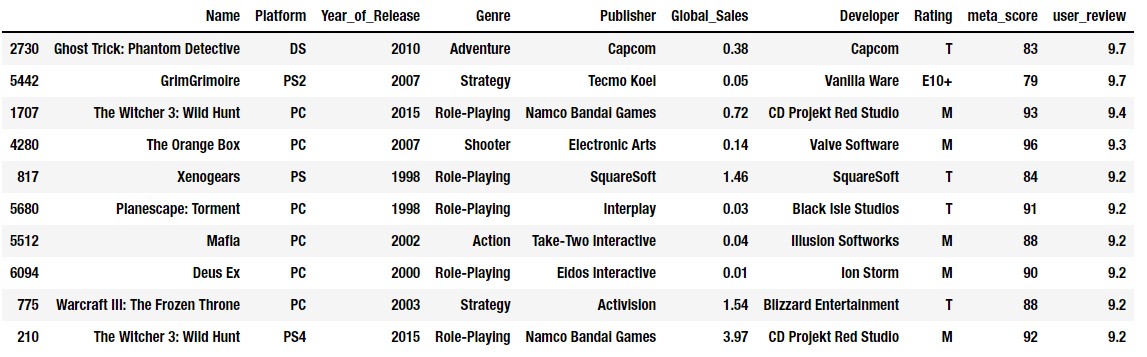 Name Platform Year_of_Release Genre Publisher Global_Sales Developer Rating meta_score user_review
2730 Ghost Trick: Phantom Detective DS 2010 Adventure Capcom 0.38 Capcom T 83 9.7
5442 GrimGrimoire PS2 2007 Strategy Tecmo Koei 0.05 Vanilla Ware E10+ 79 9.7
1707 The Witcher 3: Wild Hunt PC 2015 Role-Playing Namco Bandai Games 0.72 CD Projekt Red Studio M 93 9.4
4280 The Orange Box PC 2007 Shooter Electronic Arts 0.14 Valve Software M 96 9.3
817 Xenogears PS 1998 Role-Playing SquareSoft 1.46 SquareSoft T 84 9.2
5680 Planescape: Torment PC 1998 Role-Playing Interplay 0.03 Black Isle Studios T 91 9.2
5512 Mafia PC 2002 Action Take-Two Interactive 0.04 Illusion Softworks M 88 9.2
6094 Deus Ex PC 2000 Role-Playing Eidos Interactive 0.01 Ion Storm M 90 9.2
775 Warcraft III: The Frozen Throne PC 2003 Strategy Activision 1.54 Blizzard Entertainment T 88 9.2
210 The Witcher 3: Wild Hunt PS4 2015 Role-Playing Namco Bandai Games 3.97 CD Projekt Red Studio M 92 9.2